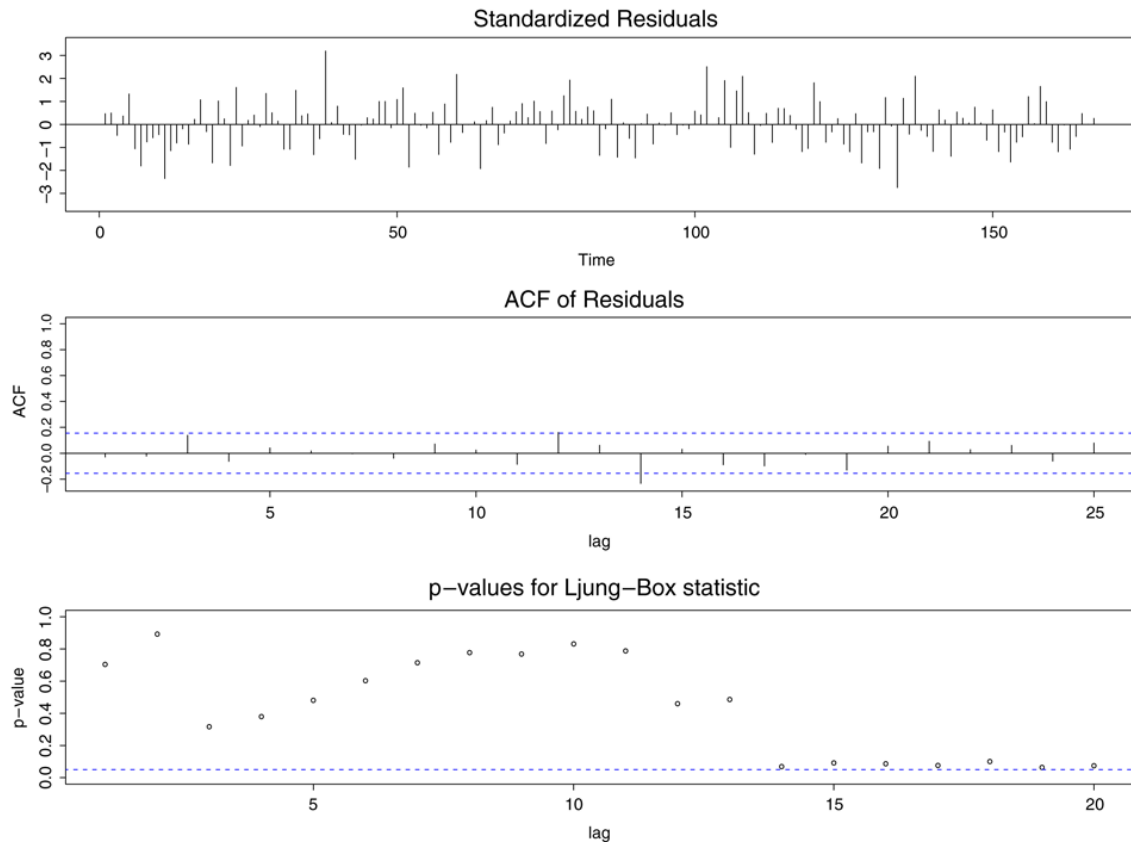 Standardized Residuals
3
2
1
0
−1
−2
−3
0 50 100 150
Time
ACF of Residuals
ACF
1.0
0.8
0.6
0.4
0.2
0.0
−0.2
5 10 15 20 25
lag
p−values for Ljung−Box statistic
p−value
1.0
0.8
0.6
0.4
0.2
0.0
5 10 15 20
lag